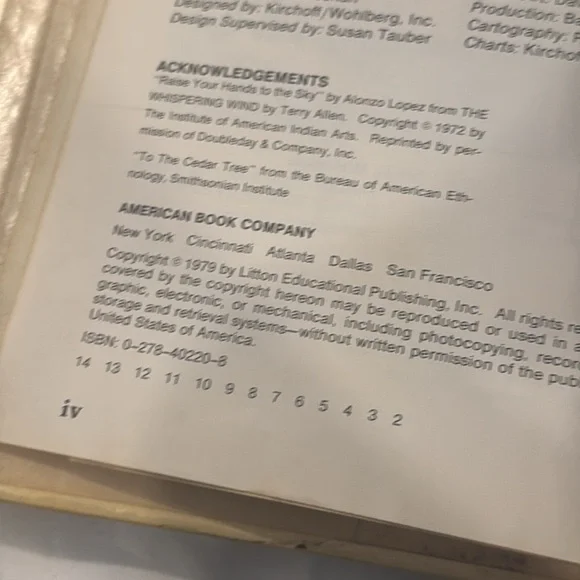 Designed by: Kirchoff/Wohlberg, Inc.
Design Supervised by: Susan Tauber
Production: Ba
Cartography: F
Charts: Kirchof
ACKNOWLEDGEMENTS
"Raise Your Hands to the Sky" by Alonzo Lopez from THE
WHISPERING WIND by Terry Allen. Copyright © 1972 by
The Institute of American Indian Arts. Reprinted by per-
mission of Doubleday & Company, Inc.
"To The Cedar Tree" from the Bureau of American Eth-
nology, Smithsonian Institute
AMERICAN BOOK COMPANY
New York Cincinnati Atlanta Dallas San Francisco
Copyright © 1979 by Litton Educational Publishing, Inc. All rights re
covered by the copyright hereon may be reproduced or used in a
graphic, electronic, or mechanical, including photocopying, recor
storage and retrieval systems—without written permission of the pub
United States of America.
ISBN: 0-278-40220-8
14 13 12 11 10 9 8 7 6 5 4 3 2
iv